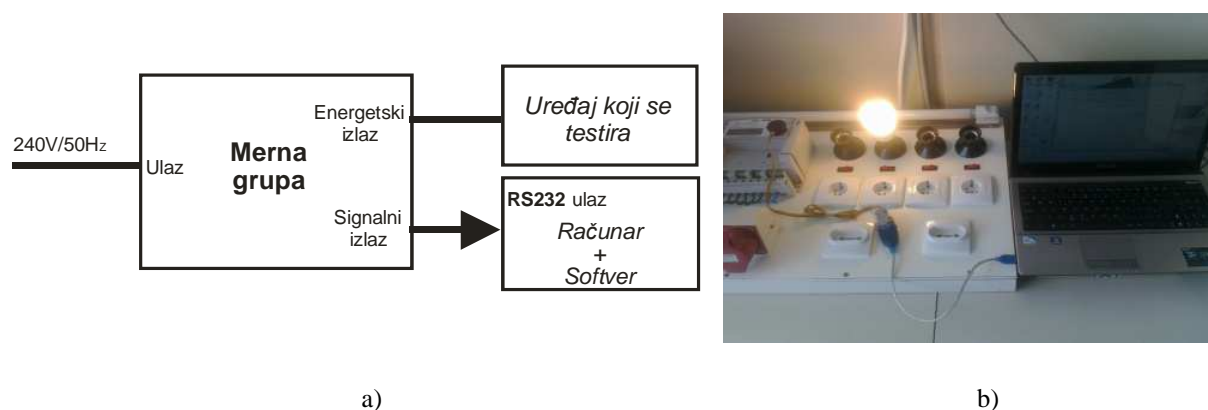 240V/50Hz
Ulaz
Merna
grupa
Energetski
izlaz
Signalni
izlaz
Uređaj koji se
testira
RS232 ulaz
Računar
+
Softver
a)
b)